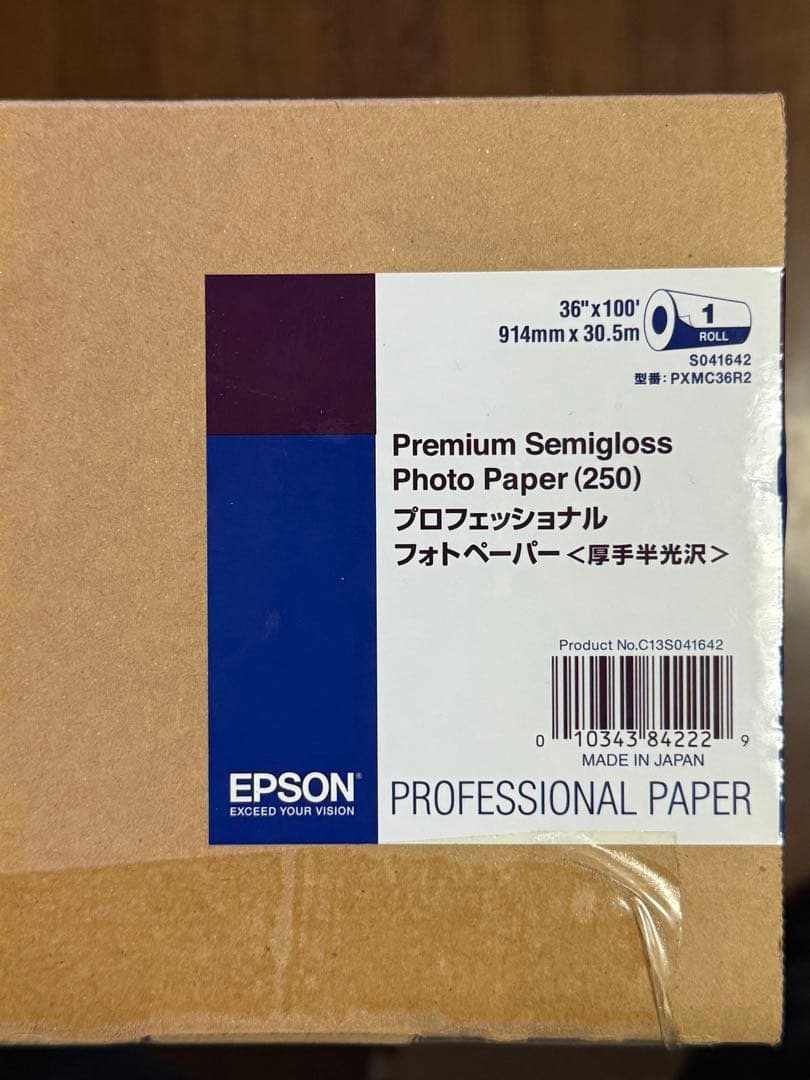 36"x100'
914mm x 30.5m
1
ROLL
S041642
型番：PXMC36R2
Premium Semigloss
Photo Paper (250)
プロフェッショナル
フォトペーパー＜厚手半光沢＞
Product No.C13S041642
0 10343 84222 9
MADE IN JAPAN
EPSON®
EXCEED YOUR VISION
PROFESSIONAL PAPER